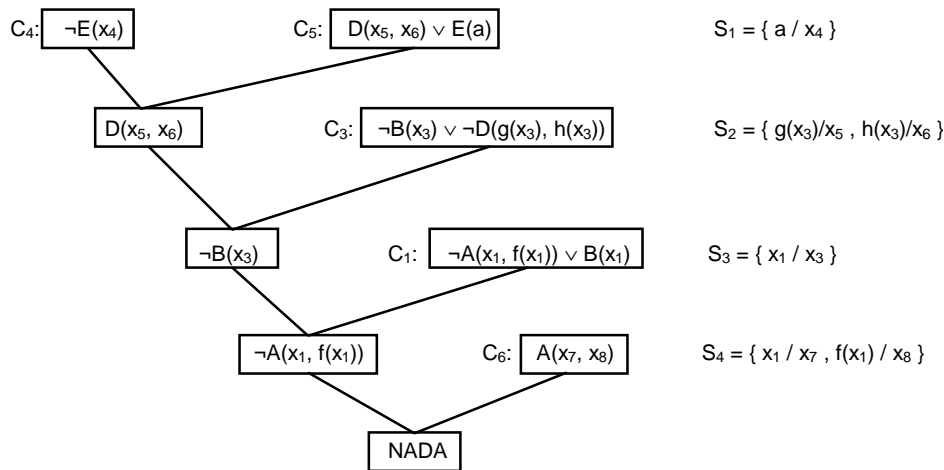 C₄: ¬E(x₄) C₅: D(x₅, x₆) ∨ E(a) S₁ = { a / x₄ }
D(x₅, x₆) C₃: ¬B(x₃) ∨ ¬D(g(x₃), h(x₃)) S₂ = { g(x₃)/x₅ , h(x₃)/x₆ }
¬B(x₃) C₁: ¬A(x₁, f(x₁)) ∨ B(x₁) S₃ = { x₁ / x₃ }
¬A(x₁, f(x₁)) C₆: A(x₇, x₈) S₄ = { x₁ / x₇ , f(x₁) / x₈ }
NADA